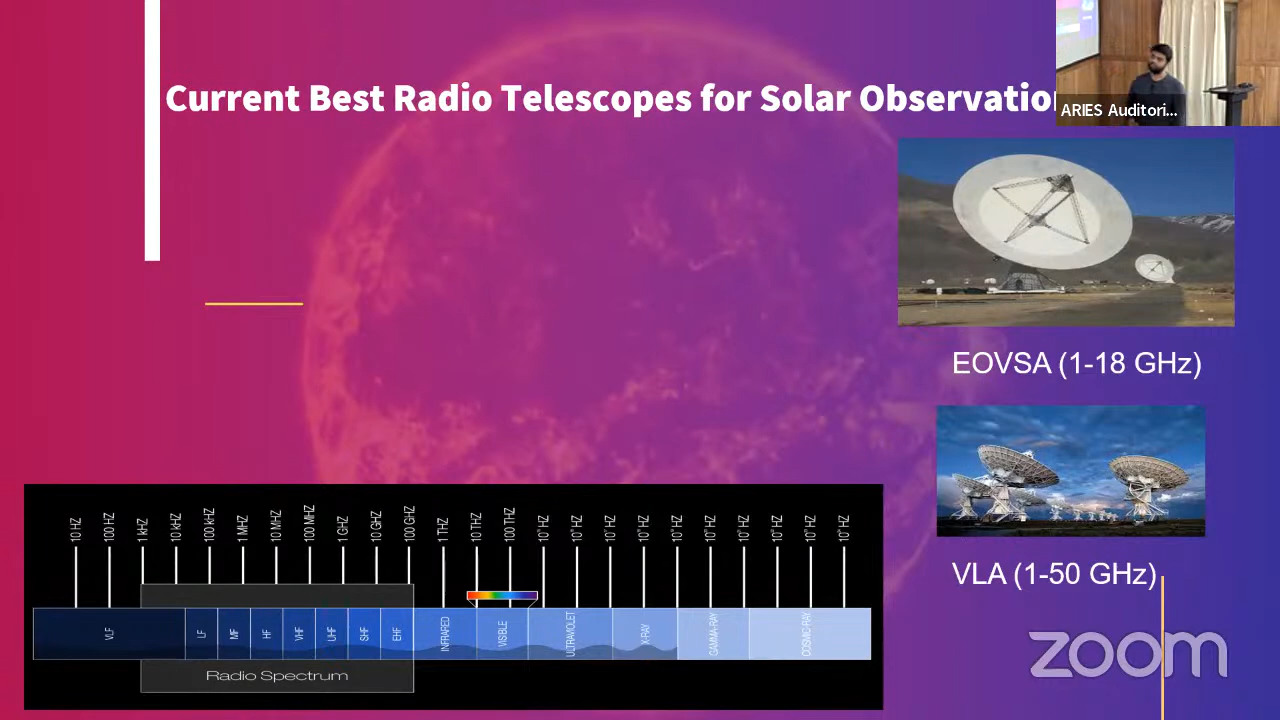 Current Best Radio Telescopes for Solar Observation
ARIES Auditori...
EOVSA (1-18 GHz)
VLA (1-50 GHz)
10 HZ
100 HZ
1 kHZ
10 kHZ
100 kHZ
1 MHZ
10 MHZ
100 MHZ
1 GHZ
10 GHZ
100 GHZ
1 THZ
10 THZ
100 THZ
VLF
LF
MF
HF
VHF
UHF
SHF
EHF
INFRARED
VISIBLE
ULTRAVIOLET
X-RAY
GAMMA-RAY
COSMIC-RAY
Radio Spectrum
zoom